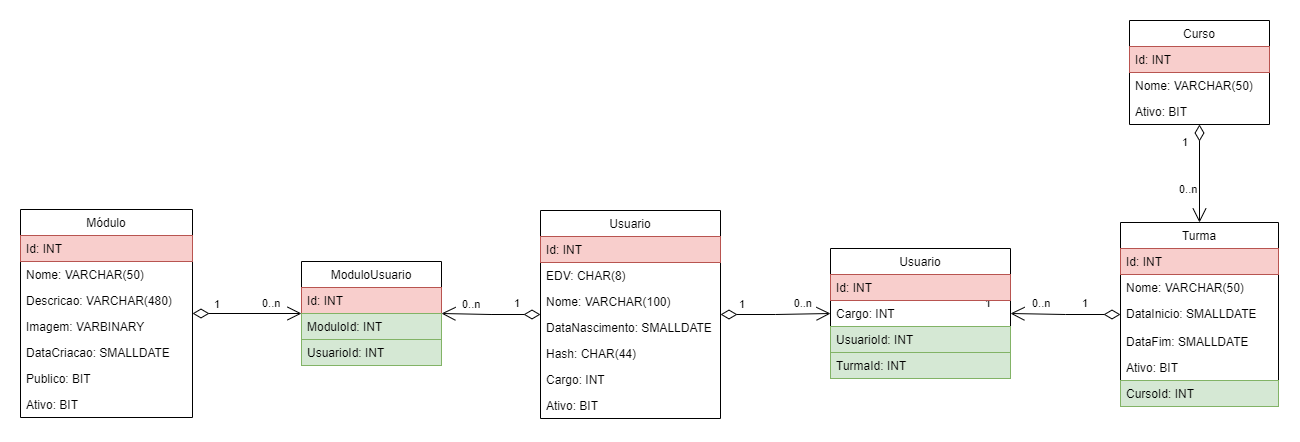 Curso
Id: INT
Nome: VARCHAR(50)
Ativo: BIT
1
0..n
Módulo
Id: INT
Nome: VARCHAR(50)
Descricao: VARCHAR(480)
Imagem: VARBINARY
DataCriacao: SMALLDATE
Publico: BIT
Ativo: BIT
1
0..n
ModuloUsuario
Id: INT
ModuloId: INT
UsuarioId: INT
0..n
1
Usuario
Id: INT
EDV: CHAR(8)
Nome: VARCHAR(100)
DataNascimento: SMALLDATE
Hash: CHAR(44)
Cargo: INT
Ativo: BIT
1
0..n
Usuario
Id: INT
Cargo: INT
UsuarioId: INT
TurmaId: INT
1
0..n
1
Turma
Id: INT
Nome: VARCHAR(50)
DataInicio: SMALLDATE
DataFim: SMALLDATE
Ativo: BIT
CursoId: INT